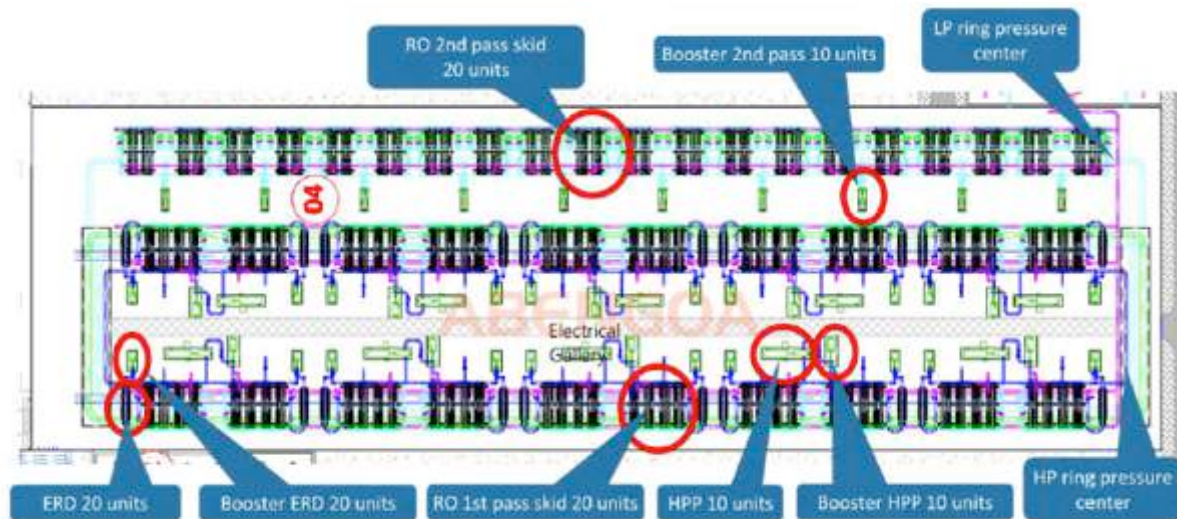 RO 2nd pass skid
20 units
Booster 2nd pass 10 units
LP ring pressure
center
04
ABENGOA
Electrical
Gallery
ERD 20 units
Booster ERD 20 units
RO 1st pass skid 20 units
HPP 10 units
Booster HPP 10 units
HP ring pressure
center